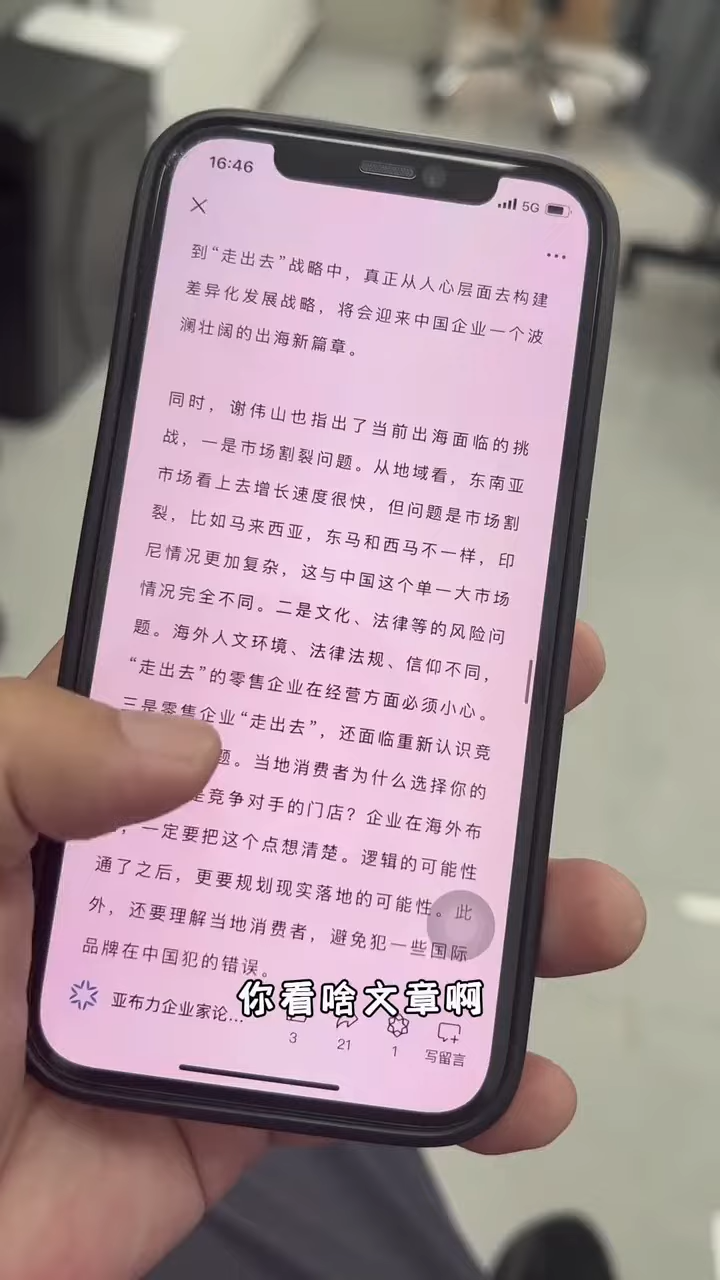 16:46
5G
到“走出去”战略中，真正从人心层面去构建
差异化发展战略，将会迎来中国企业一个波
澜壮阔的出海新篇章。
同时，谢伟山也指出了当前出海面临的挑
战，一是市场割裂问题。从地域看，东南亚
市场看上去增长速度很快，但问题是市场割
裂，比如马来西亚，东马和西马不一样，印
尼情况更加复杂，这与中国这个单一大市场
情况完全不同。二是文化、法律等的风险问
题。海外人文环境、法律法规、信仰不同，
“走出去”的零售企业在经营方面必须小心。
三是零售企业“走出去”，还面临重新认识竞
题。当地消费者为什么选择你的
是竞争对手的门店？企业在海外布
，一定要把这个点想清楚。逻辑的可能性
通了之后，更要规划现实落地的可能性。此
外，还要理解当地消费者，避免犯一些国际
品牌在中国犯的错误。
亚布力企业家论...
3
21
1
写留言
你看啥文章啊